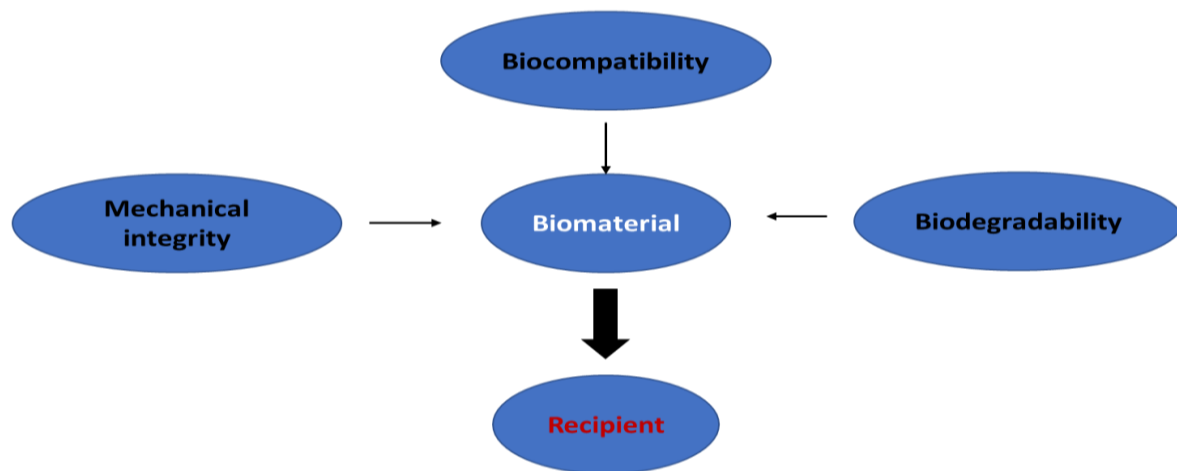 Biocompatibility
Mechanical
integrity
Biomaterial
Biodegradability
Recipient